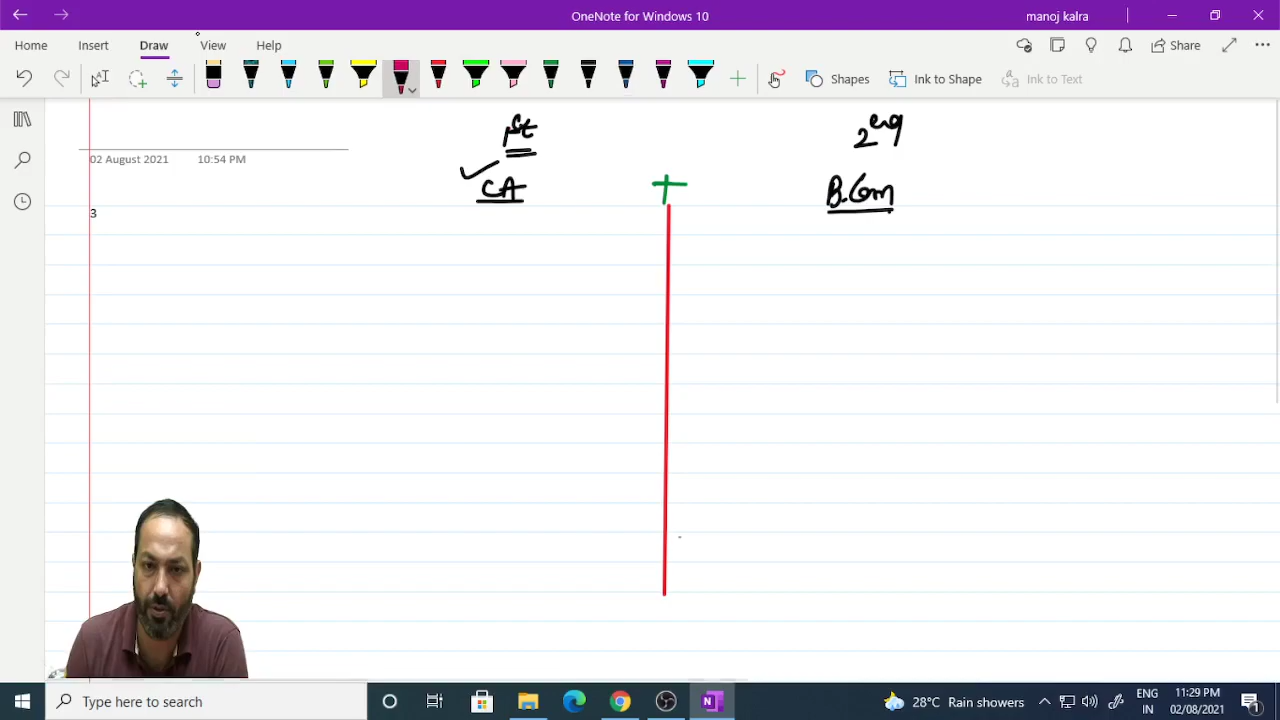 OneNote for Windows 10
manoj kalra
Home Insert Draw View Help
Share
Shapes
Ink to Shape
Ink to Text
1st
02 August 2021 10:54 PM
CA
+
B.Com
3
Type here to search
28°C Rain showers
ENG
IN
11:29 PM
02/08/2021
1